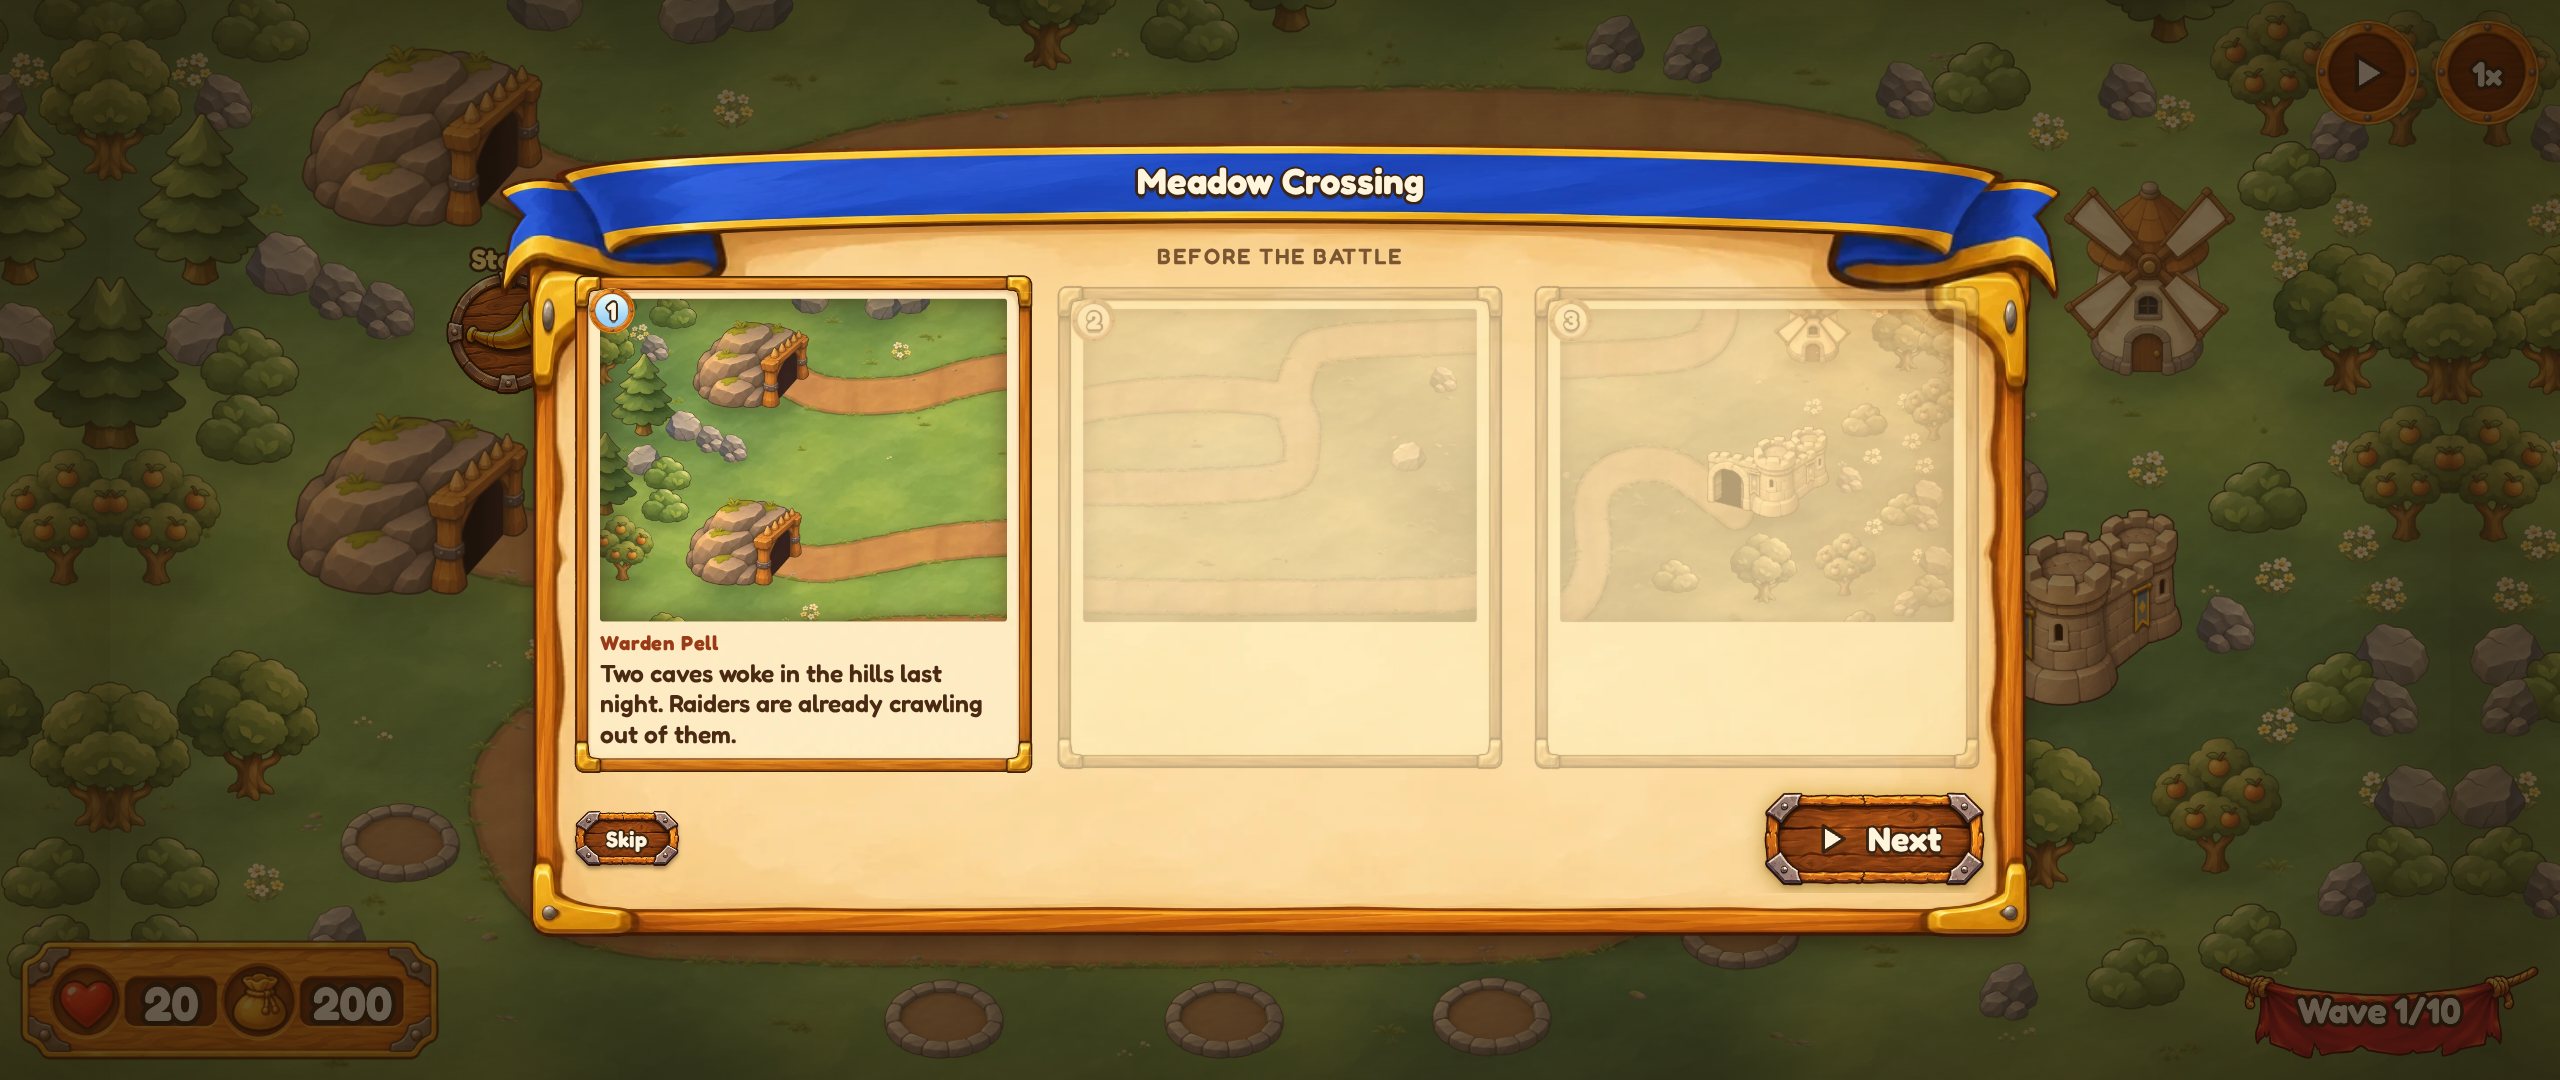 1x
Meadow Crossing
BEFORE THE BATTLE
1
2
3
Warden Pell
Two caves woke in the hills last
night. Raiders are already crawling
out of them.
Skip
Next
20
200
Wave 1/10